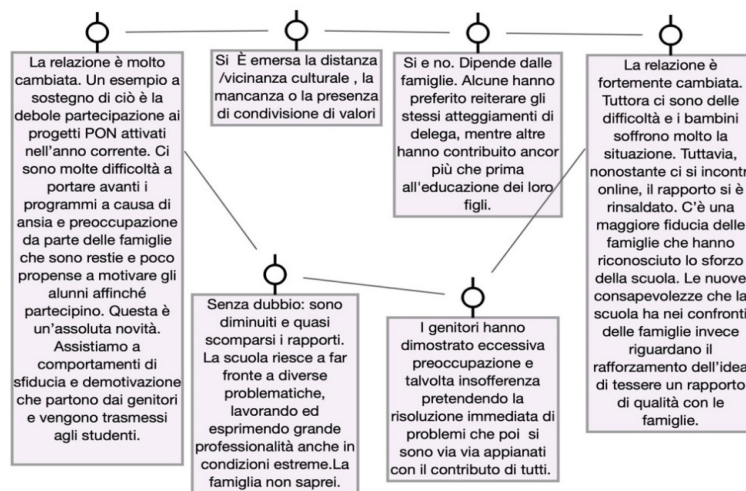 La relazione è molto
cambiata. Un esempio a
sostegno di ciò è la
debole partecipazione ai
progetti PON attivati
nell'anno corrente. Ci
sono molte difficoltà a
portare avanti i
programmi a causa di
ansia e preoccupazione
da parte delle famiglie
che sono restie e poco
propense a motivare gli
alunni affinché
partecipino. Questa è
un'assoluta novità.
Assistiamo a
comportamenti di
sfiducia e demotivazione
che partono dai genitori
e vengono trasmessi
agli studenti.
Si È emersa la distanza
/vicinanza culturale , la
mancanza o la presenza
di condivisione di valori
Si e no. Dipende dalle
famiglie. Alcune hanno
preferito reiterare gli
stessi atteggiamenti di
delega, mentre altre
hanno contribuito ancor
più che prima
all'educazione dei loro
figli.
La relazione è
fortemente cambiata.
Tuttora ci sono delle
difficoltà e i bambini
soffrono molto la
situazione. Tuttavia,
nonostante ci si incontri
online, il rapporto si è
rinsaldato. C'è una
maggiore fiducia delle
famiglie che hanno
riconosciuto lo sforzo
della scuola. Le nuove
consapevolezze che la
scuola ha nei confronti
delle famiglie invece
riguardano il
rafforzamento dell'idea
di tessere un rapporto
di qualità con le
famiglie.
Senza dubbio: sono
diminuiti e quasi
scomparsi i rapporti.
La scuola riesce a far
fronte a diverse
problematiche,
lavorando ed
esprimendo grande
professionalità anche in
condizioni estreme.La
famiglia non saprei.
I genitori hanno
dimostrato eccessiva
preoccupazione e
talvolta insofferenza
pretendendo la
risoluzione immediata di
problemi che poi si
sono via via appianati
con il contributo di tutti.